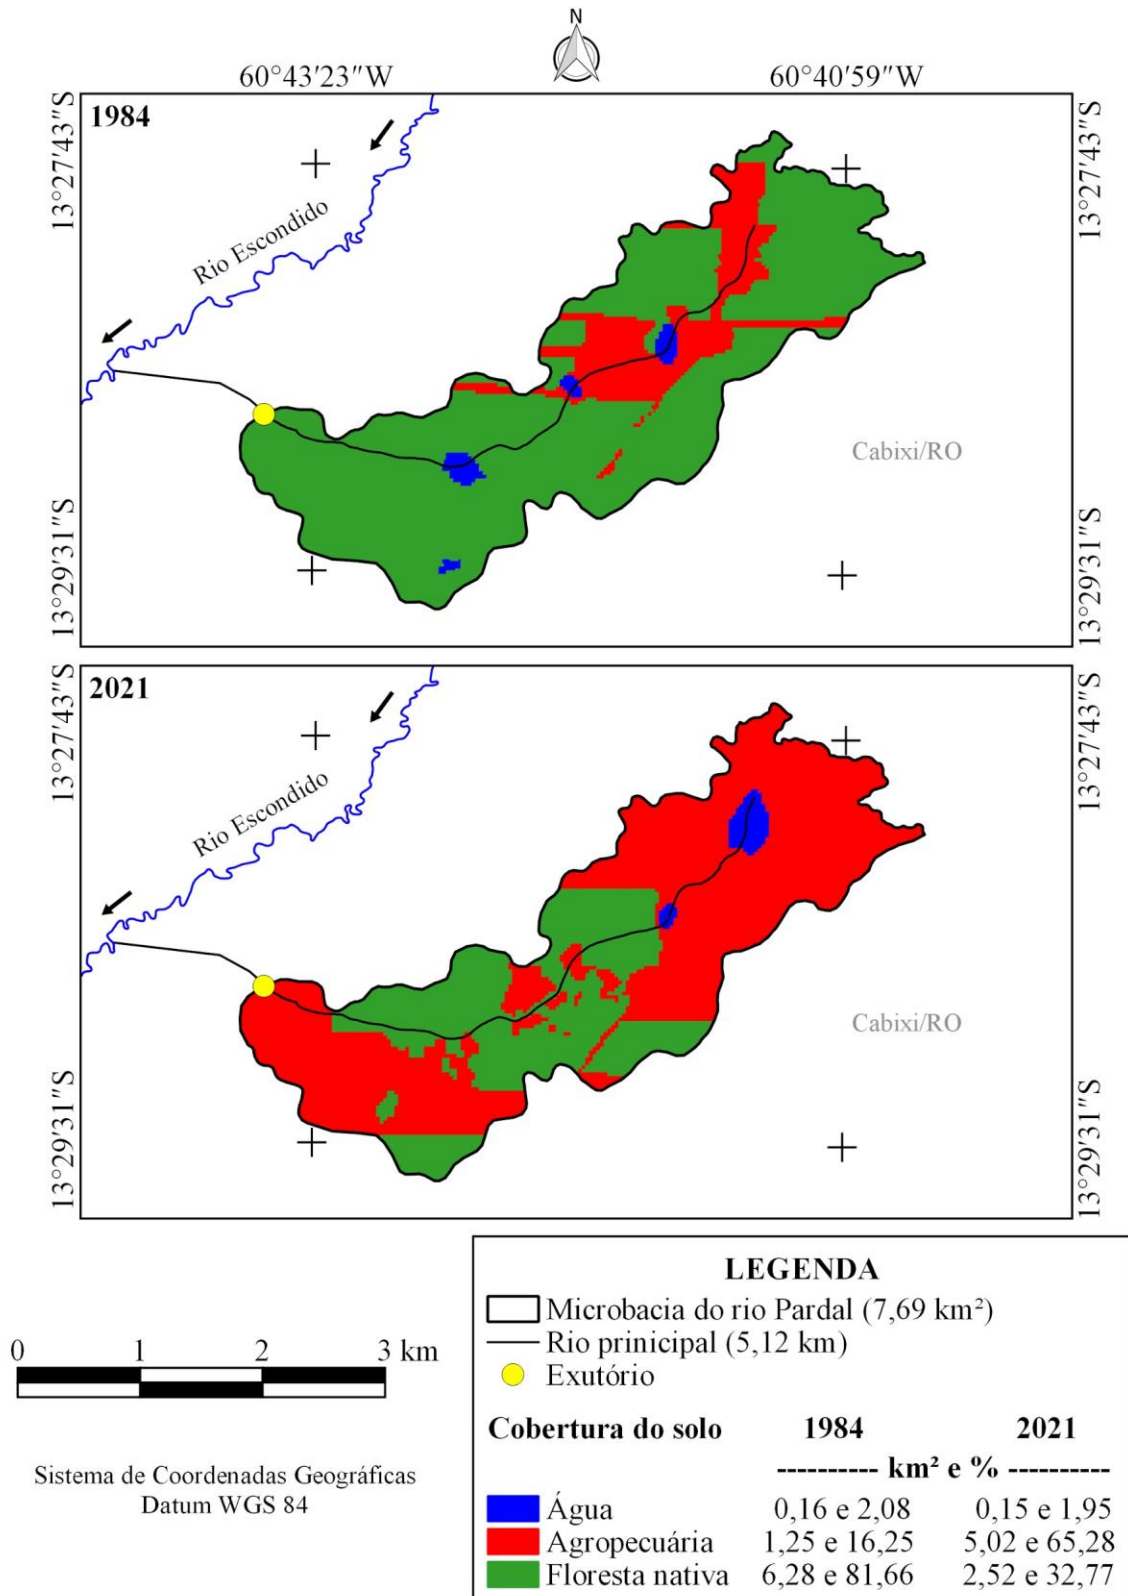 N
60°43'23"W 60°40'59"W
1984
13°27'43"S
13°27'43"S
Rio Escondido
Cabixi/RO
13°29'31"S
13°29'31"S
2021
13°27'43"S
13°27'43"S
Rio Escondido
Cabixi/RO
13°29'31"S
13°29'31"S
LEGENDA
Microbacia do rio Pardal (7,69 km²)
Rio prinicipal (5,12 km)
Exutório
0 1 2 3 km
Sistema de Coordenadas Geográficas
Datum WGS 84
Cobertura do solo 1984 2021
---------- km² e % ----------
Água 0,16 e 2,08 0,15 e 1,95
Agropecuária 1,25 e 16,25 5,02 e 65,28
Floresta nativa 6,28 e 81,66 2,52 e 32,77